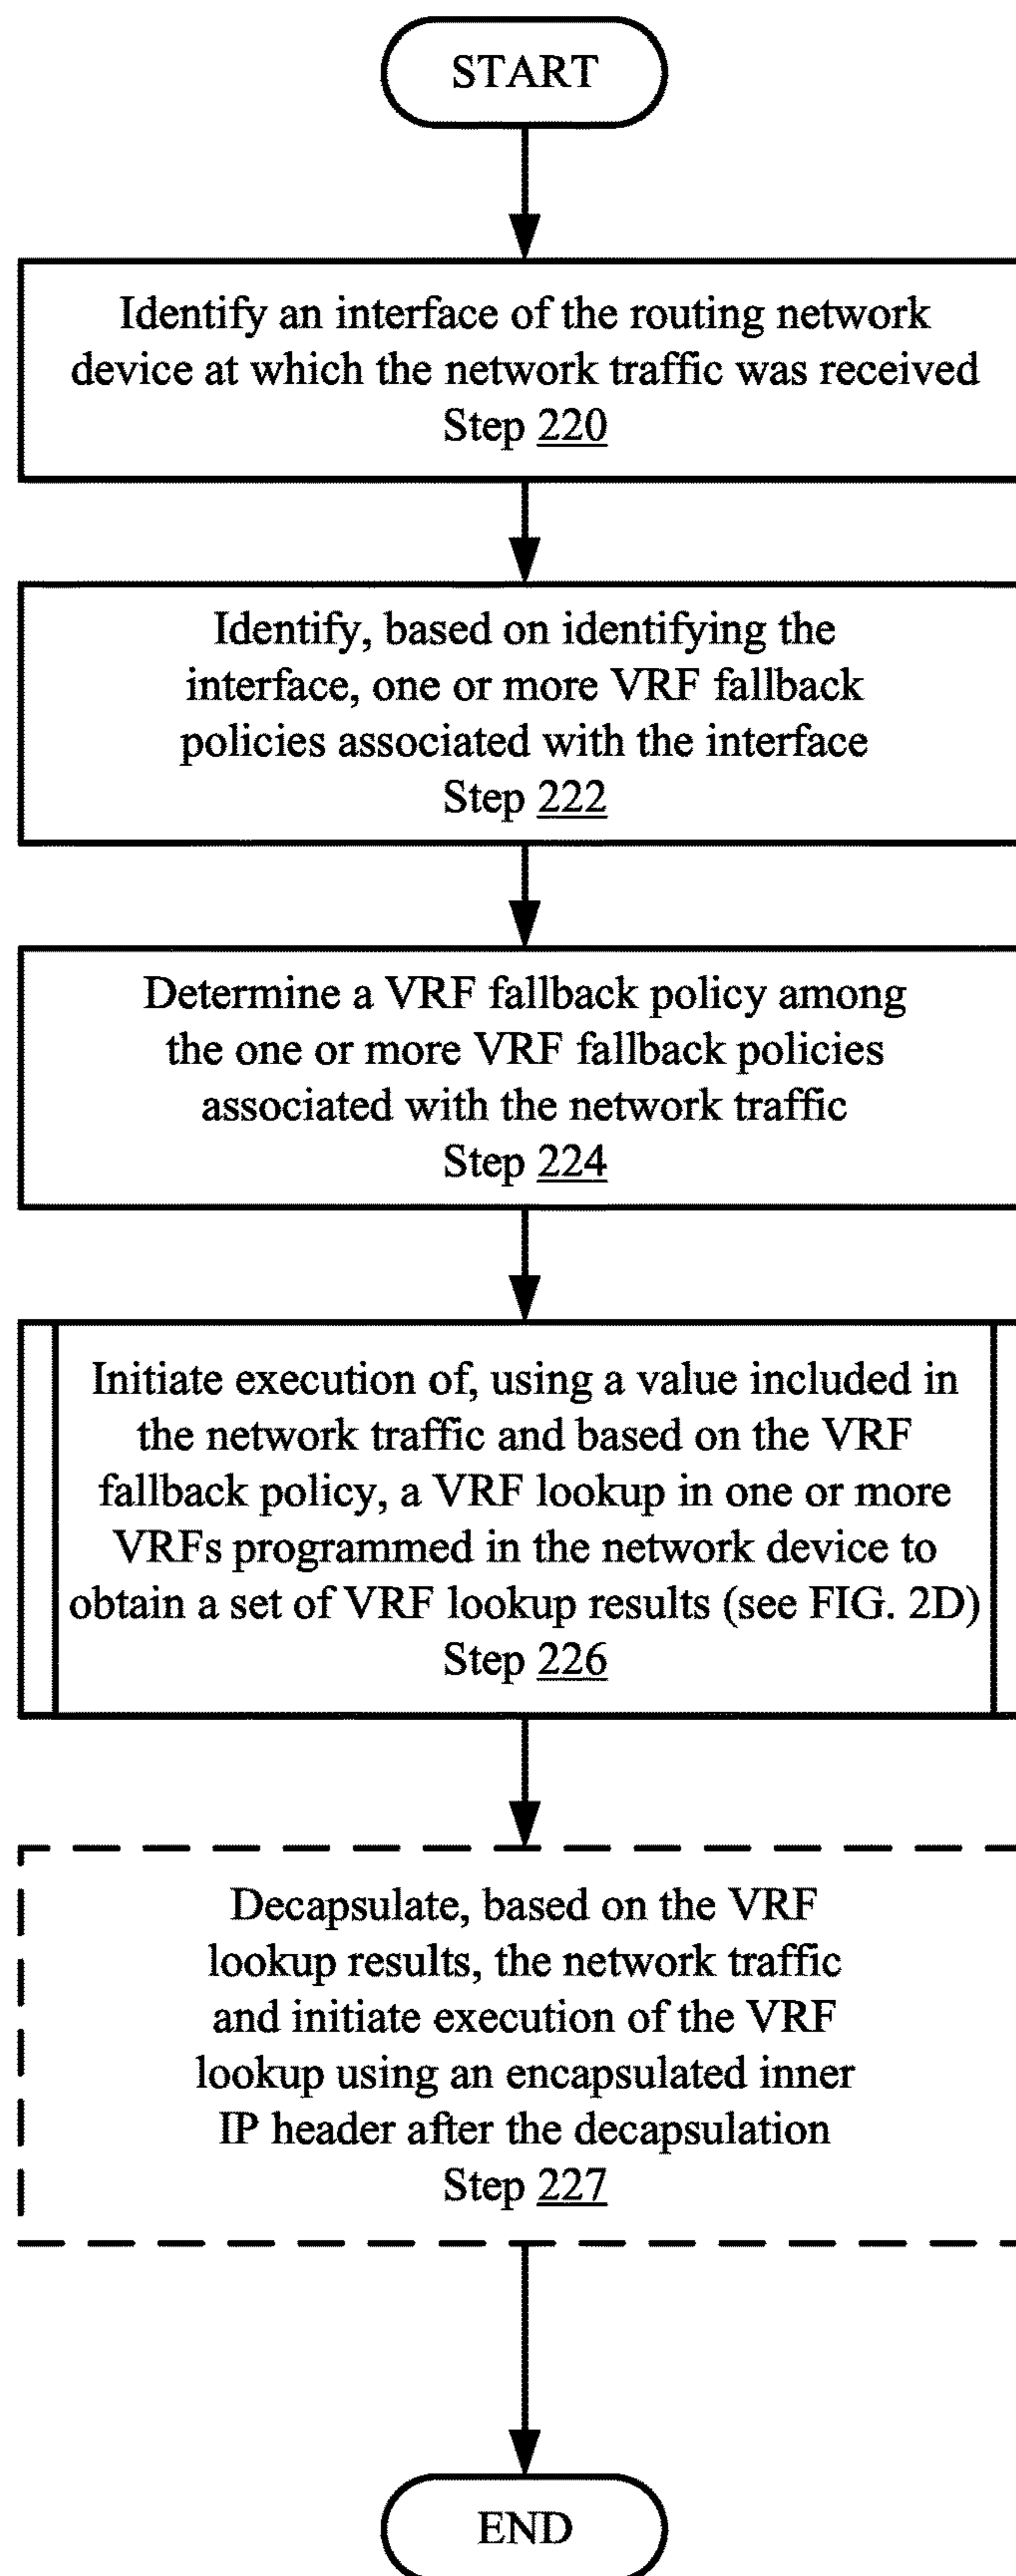 START
Identify an interface of the routing network
device at which the network traffic was received
Step 220
Identify, based on identifying the
interface, one or more VRF fallback
policies associated with the interface
Step 222
Determine a VRF fallback policy among
the one or more VRF fallback policies
associated with the network traffic
Step 224
Initiate execution of, using a value included in
the network traffic and based on the VRF
fallback policy, a VRF lookup in one or more
VRFs programmed in the network device to
obtain a set of VRF lookup results (see FIG. 2D)
Step 226
Decapsulate, based on the VRF
lookup results, the network traffic
and initiate execution of the VRF
lookup using an encapsulated inner
IP header after the decapsulation
Step 227
END